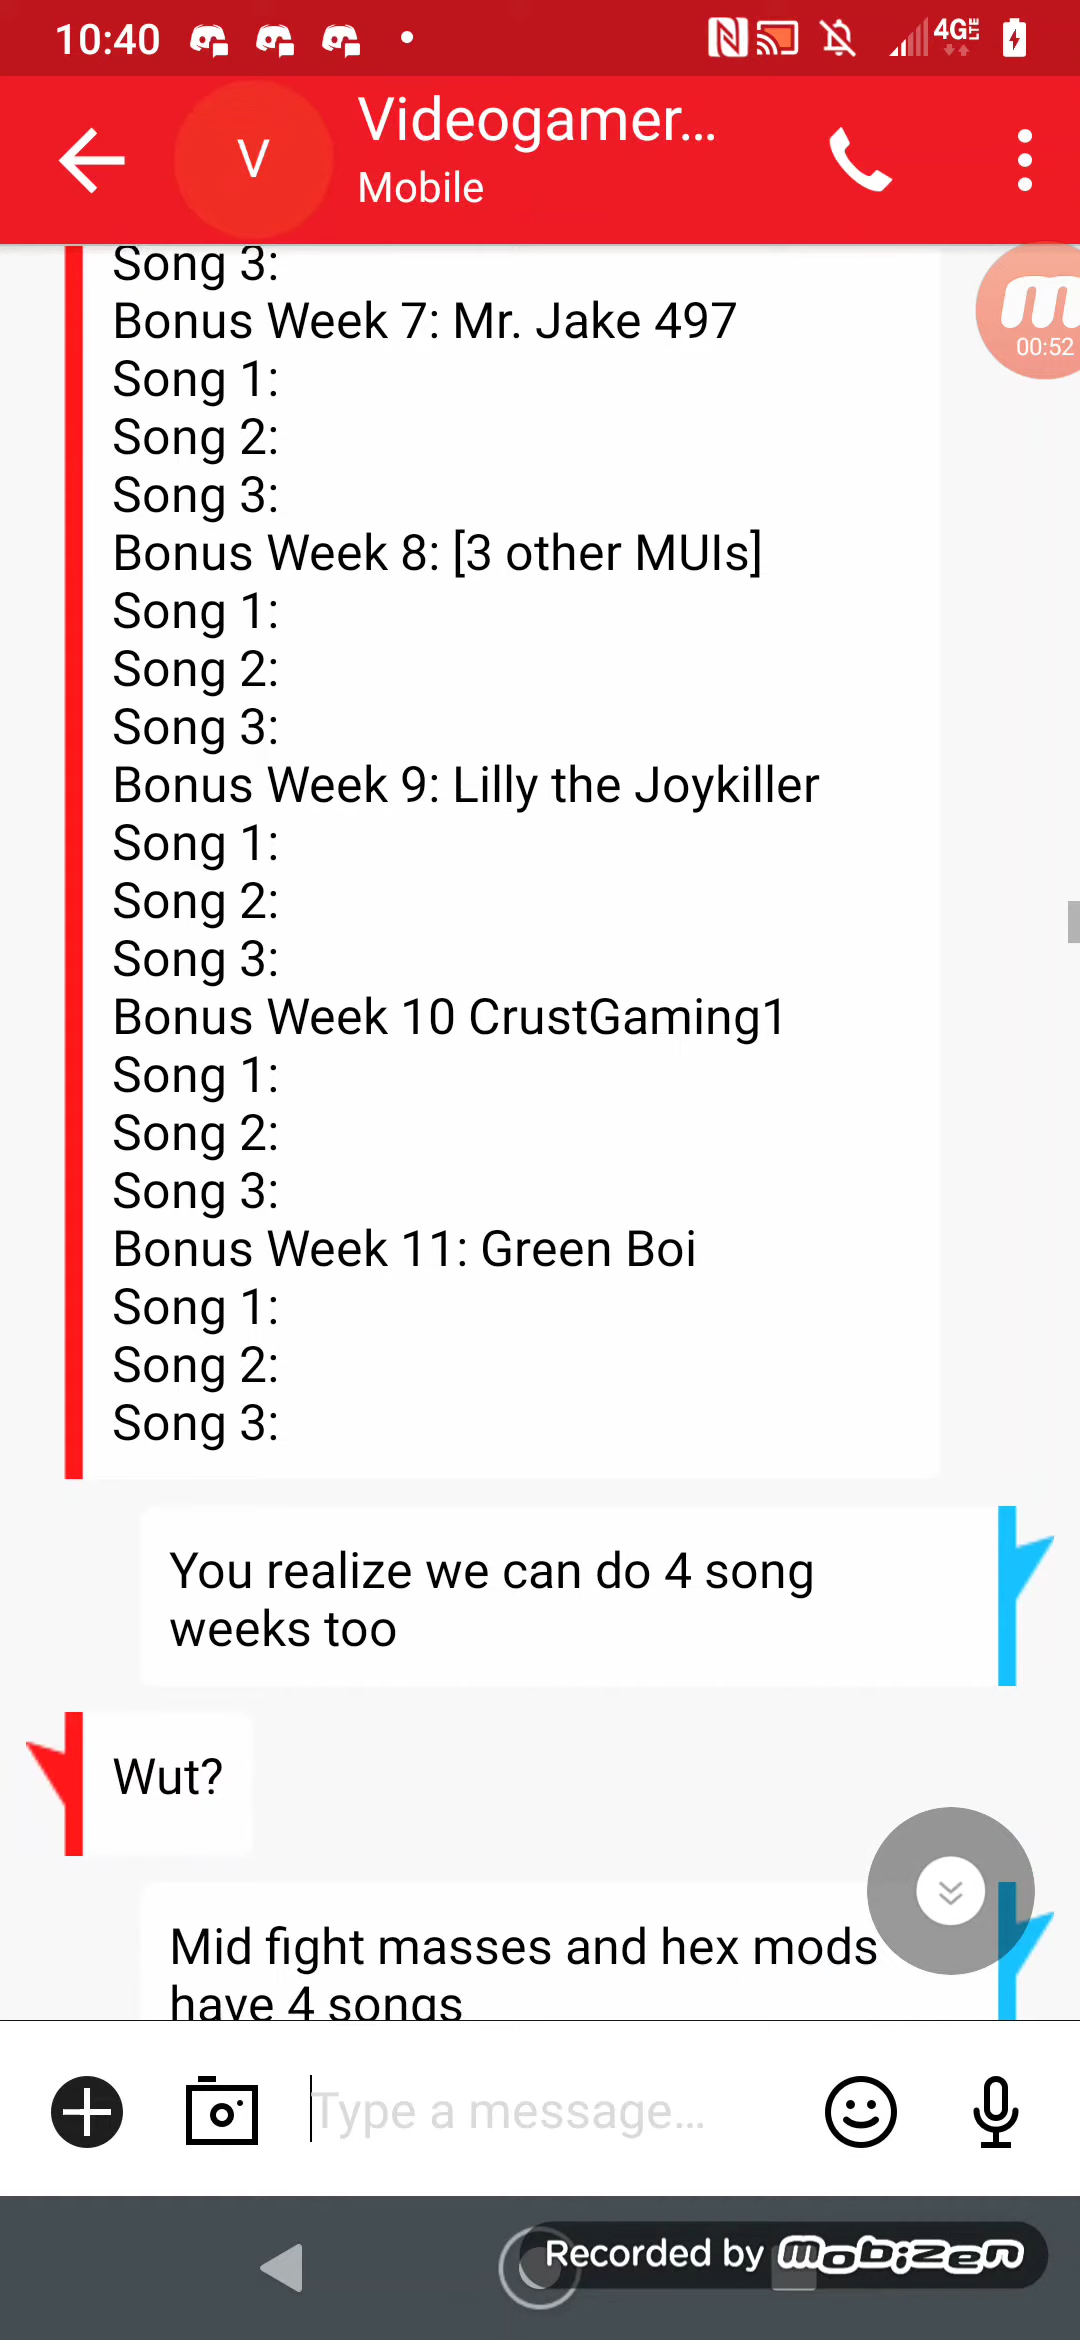 10:40
4G LTE
V
Videogamer...
Mobile
00:52
Song 3:
Bonus Week 7: Mr. Jake 497
Song 1:
Song 2:
Song 3:
Bonus Week 8: [3 other MUIs]
Song 1:
Song 2:
Song 3:
Bonus Week 9: Lilly the Joykiller
Song 1:
Song 2:
Song 3:
Bonus Week 10 CrustGaming1
Song 1:
Song 2:
Song 3:
Bonus Week 11: Green Boi
Song 1:
Song 2:
Song 3:
You realize we can do 4 song
weeks too
Wut?
Mid fight masses and hex mods
have 4 songs
Type a message...
Recorded by mobizen